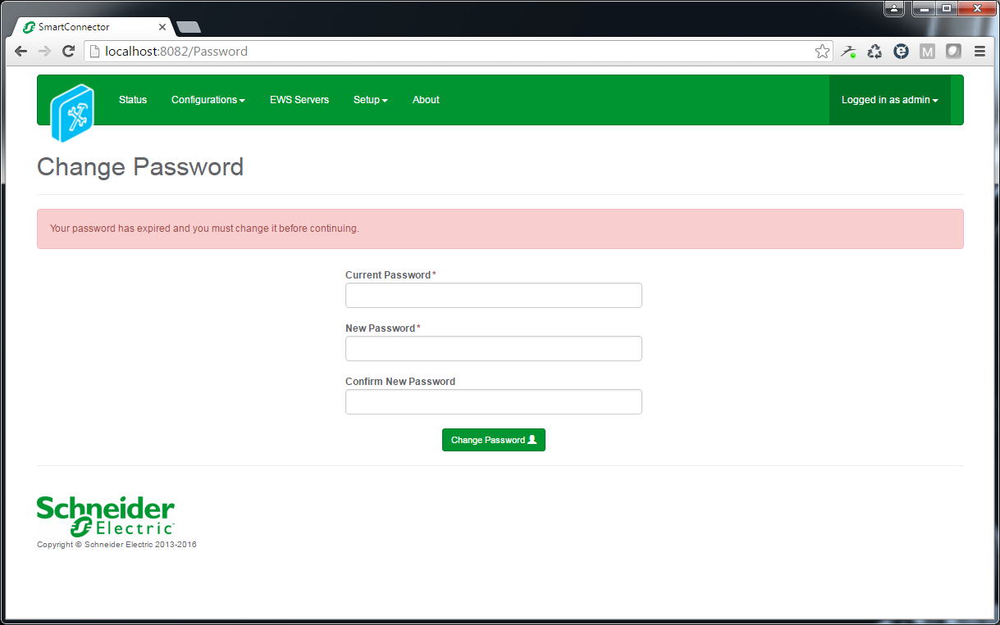 SmartConnector
localhost:8082/Password
M
Status Configurations EWS Servers Setup About Logged in as admin
Change Password
Your password has expired and you must change it before continuing.
Current Password*
New Password*
Confirm New Password
Change Password
Schneider
Electric
Copyright © Schneider Electric 2013-2016